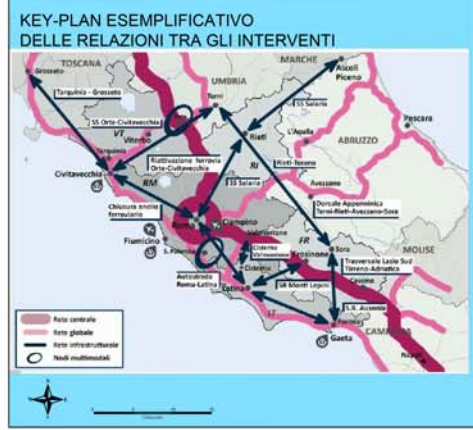 KEY-PLAN ESEMPLIFICATIVO
DELLE RELAZIONI TRA GLI INTERVENTI
TOSCANA
MARCHE
UMBRIA
Grosseto
Ascoli
Piceno
Tarquinia - Grosseto
Terni
SS Salaria
Pescara
SS Orte-Civitavecchia
VT
Viterbo
Rieti
L'Aquila
ABRUZZO
Tarquinia
Riattivazione ferrovia
Orte-Civitavecchia
RI
Rieti-Torano
Civitavecchia
RM
SS Salaria
Avezzano
Dorsale Appenninica
Terni-Rieti-Avezzano-Sora
Chiusura anello
ferroviario
Roma
Ciampino
Valmontone
Fiumicino
FR
Frosinone
Sora
MOLISE
Cisterna
Valmontone
Trasversale Lazio Sud
Tirreno-Adriatica
Cisterna
Cassino
Autostrada
Roma-Latina
Latina
SR Monti Lepini
S.R. Ausonia
LT
Formia
CAMPANIA
Gaeta
Napoli
Rete centrale
Rete globale
Rete infrastrutturale
Nodi multimodali